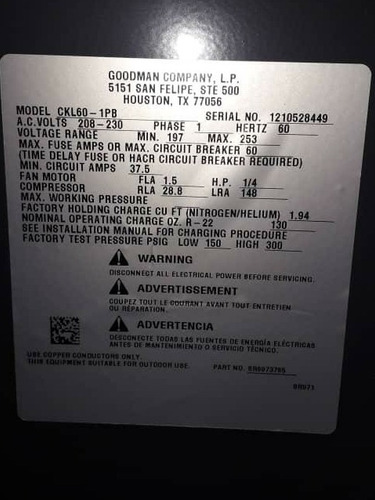 GOODMAN COMPANY, L.P.
5151 SAN FELIPE, STE 500
HOUSTON, TX 77056
MODEL CKL60-1PB SERIAL NO. 1210528449
A.C.VOLTS 208-230 PHASE 1 HERTZ 60
VOLTAGE RANGE MIN. 197 MAX. 253
MAX. FUSE AMPS OR MAX. CIRCUIT BREAKER 60
(TIME DELAY FUSE OR HACR CIRCUIT BREAKER REQUIRED)
MIN. CIRCUIT AMPS 37.5
FAN MOTOR FLA 1.5 H.P. 1/4
COMPRESSOR RLA 28.8 LRA 148
MAX. WORKING PRESSURE
FACTORY HOLDING CHARGE CU FT (NITROGEN/HELIUM) 1.94
NOMINAL OPERATING CHARGE OZ. R-22 130
SEE INSTALLATION MANUAL FOR CHARGING PROCEDURE
FACTORY TEST PRESSURE PSIG LOW 150 HIGH 300
WARNING
DISCONNECT ALL ELECTRICAL POWER BEFORE SERVICING.
ADVERTISSEMENT
COUPEZ TOUT LE COURANT AVANT TOUT ENTRETIEN
OU RÉPARATION.
ADVERTENCIA
DESCONECTE TODAS LAS FUENTES DE ENERGÍA ELÉCTRICAS
ANTES DE MANTENIMIENTO O SERVICIO TÉCNICO.
USE COPPER CONDUCTORS ONLY.
THIS EQUIPMENT SUITABLE FOR OUTDOOR USE. PART NO.